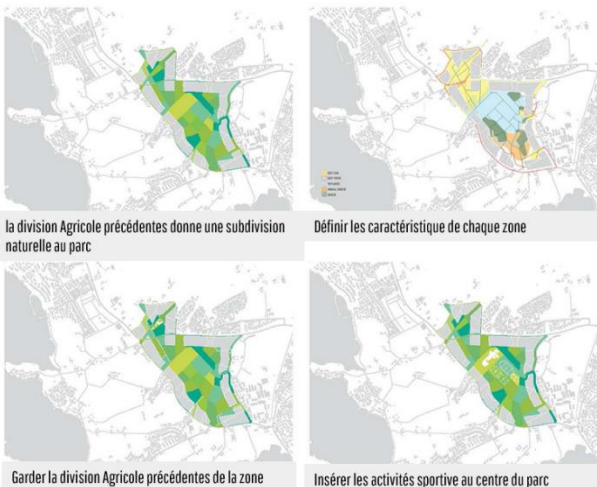 la division Agricole précédentes donne une subdivision
naturelle au parc
Définir les caractéristique de chaque zone
Garder la division Agricole précédentes de la zone
Insérer les activités sportive au centre du parc